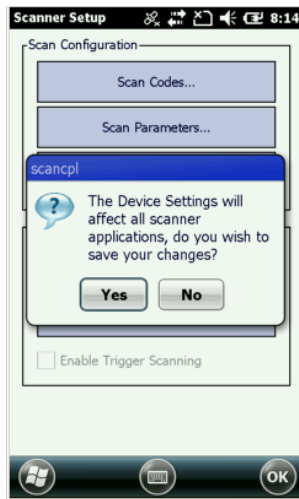 Scanner Setup 8:14
Scan Configuration
Scan Codes...
Scan Parameters...
scancpl
The Device Settings will
affect all scanner
applications, do you wish to
save your changes?
Yes No
Enable Trigger Scanning
OK